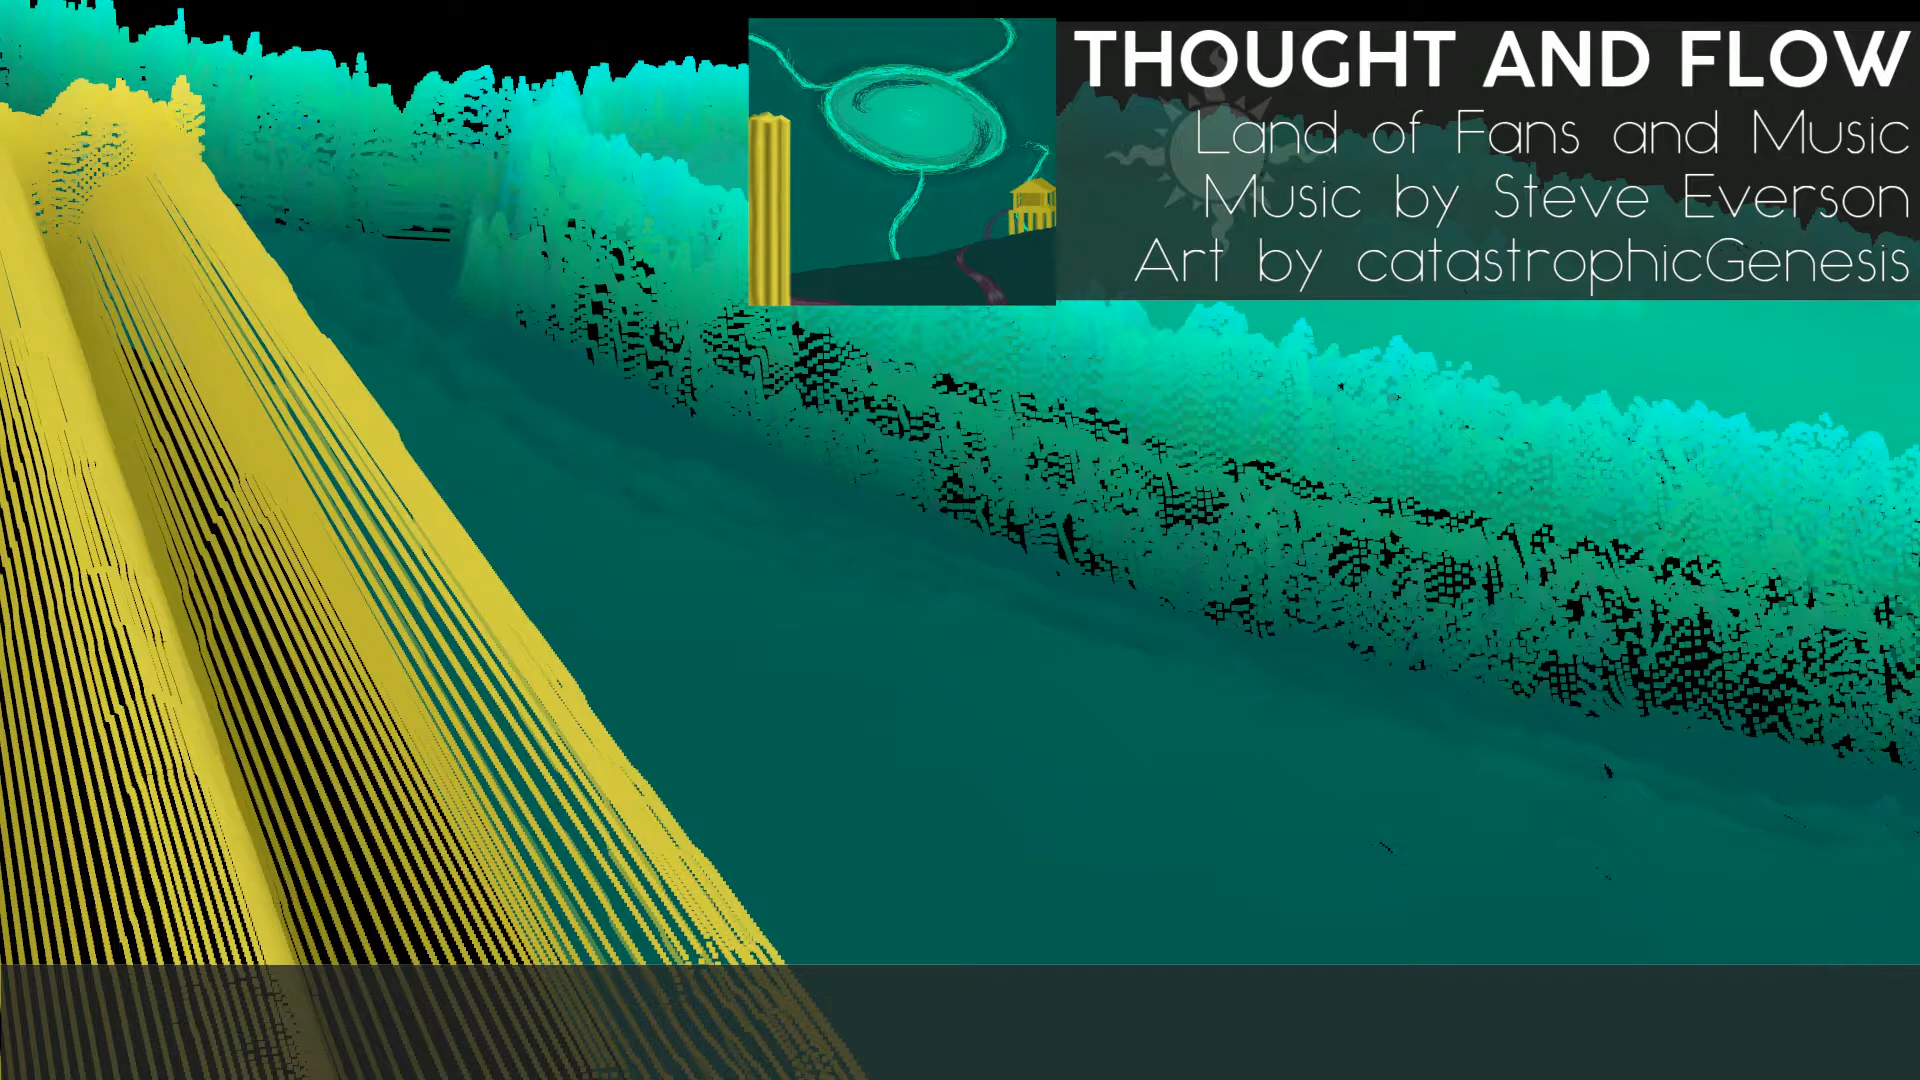 THOUGHT AND FLOW
Land of Fans and Music
Music by Steve Everson
Art by catastrophicGenesis